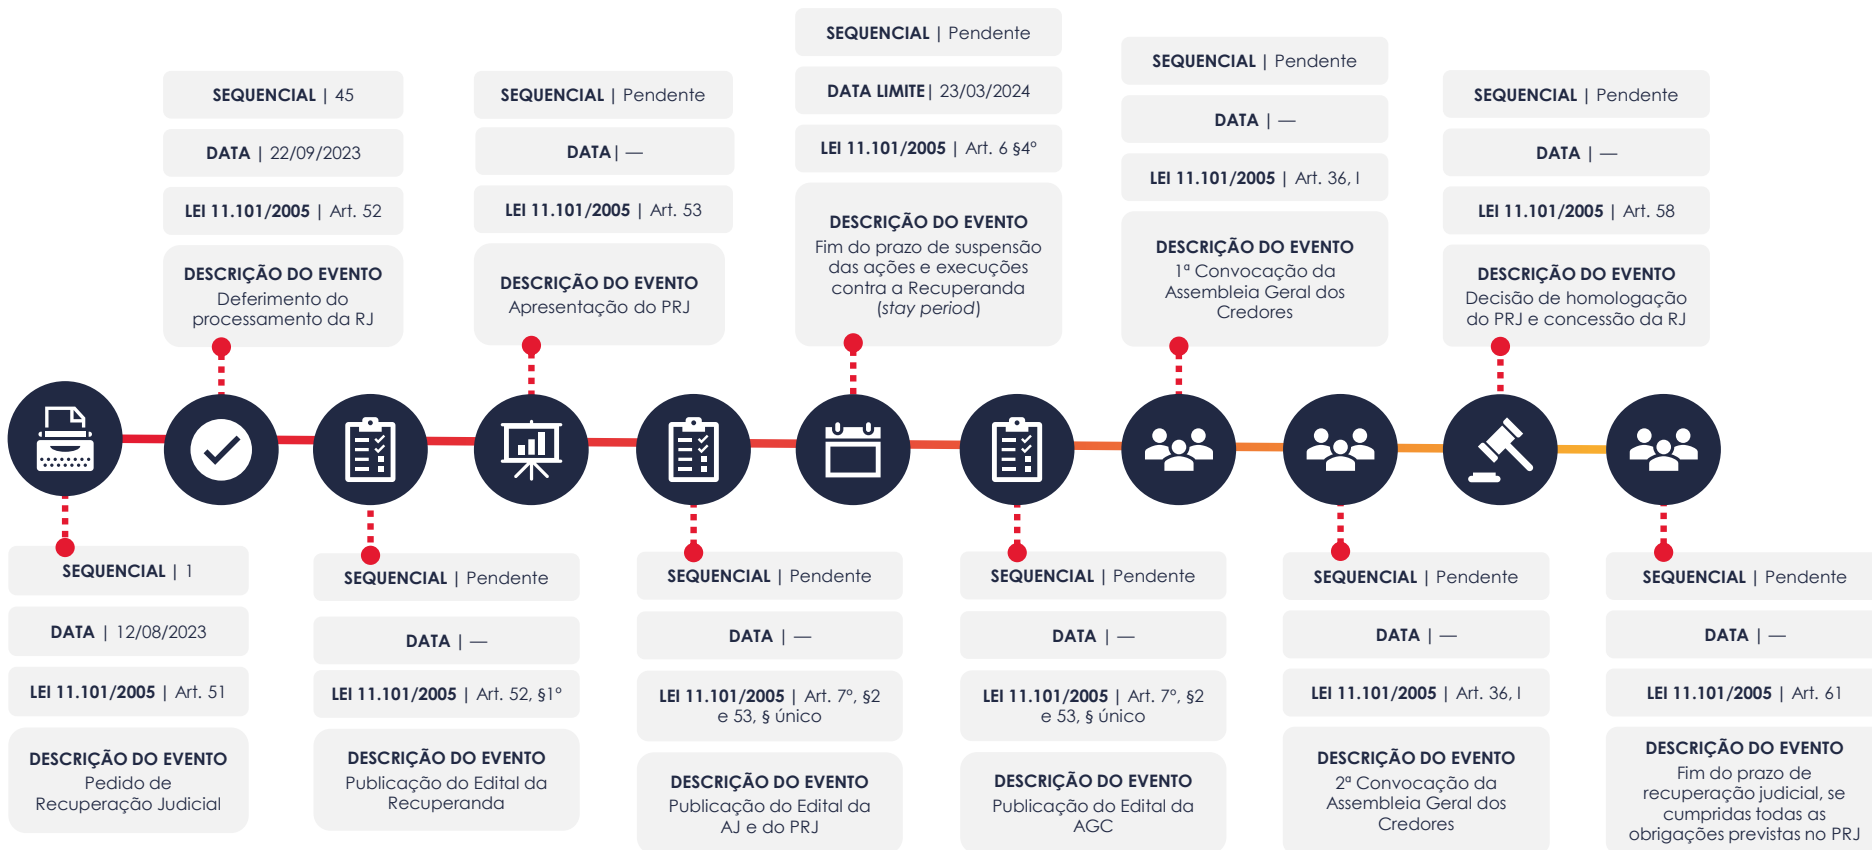 SEQUENCIAL | 45
DATA | 22/09/2023
LEI 11.101/2005 | Art. 52
DESCRIÇÃO DO EVENTO
Deferimento do
processamento da RJ
SEQUENCIAL | Pendente
DATA| —
LEI 11.101/2005 | Art. 53
DESCRIÇÃO DO EVENTO
Apresentação do PRJ
SEQUENCIAL | Pendente
DATA LIMITE| 23/03/2024
LEI 11.101/2005 | Art. 6 §4º
DESCRIÇÃO DO EVENTO
Fim do prazo de suspensão
das ações e execuções
contra a Recuperanda
(stay period)
SEQUENCIAL | Pendente
DATA | —
LEI 11.101/2005 | Art. 36, I
DESCRIÇÃO DO EVENTO
1ª Convocação da
Assembleia Geral dos
Credores
SEQUENCIAL | Pendente
DATA | —
LEI 11.101/2005 | Art. 58
DESCRIÇÃO DO EVENTO
Decisão de homologação
do PRJ e concessão da RJ
SEQUENCIAL | 1
DATA | 12/08/2023
LEI 11.101/2005 | Art. 51
DESCRIÇÃO DO EVENTO
Pedido de
Recuperação Judicial
SEQUENCIAL | Pendente
DATA | —
LEI 11.101/2005 | Art. 52, §1º
DESCRIÇÃO DO EVENTO
Publicação do Edital da
Recuperanda
SEQUENCIAL | Pendente
DATA | —
LEI 11.101/2005 | Art. 7º, §2
e 53, § único
DESCRIÇÃO DO EVENTO
Publicação do Edital da
AJ e do PRJ
SEQUENCIAL | Pendente
DATA | —
LEI 11.101/2005 | Art. 7º, §2
e 53, § único
DESCRIÇÃO DO EVENTO
Publicação do Edital da
AGC
SEQUENCIAL | Pendente
DATA | —
LEI 11.101/2005 | Art. 36, I
DESCRIÇÃO DO EVENTO
2ª Convocação da
Assembleia Geral dos
Credores
SEQUENCIAL | Pendente
DATA | —
LEI 11.101/2005 | Art. 61
DESCRIÇÃO DO EVENTO
Fim do prazo de
recuperação judicial, se
cumpridas todas as
obrigações previstas no PRJ